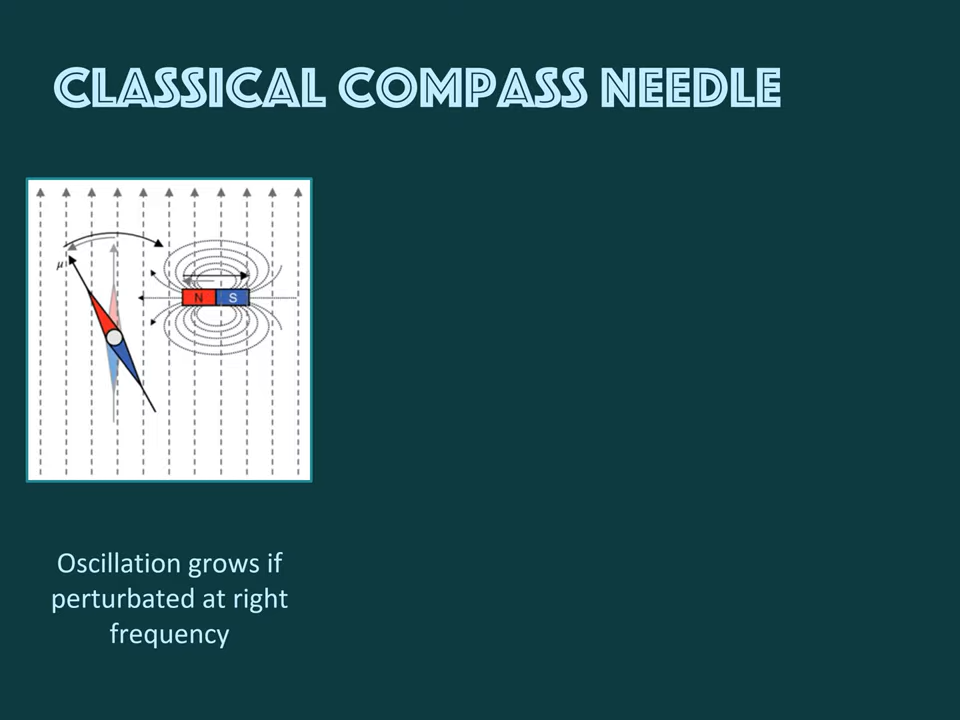 CLASSICAL COMPASS NEEDLE
μ
N S
Oscillation grows if
perturbated at right
frequency